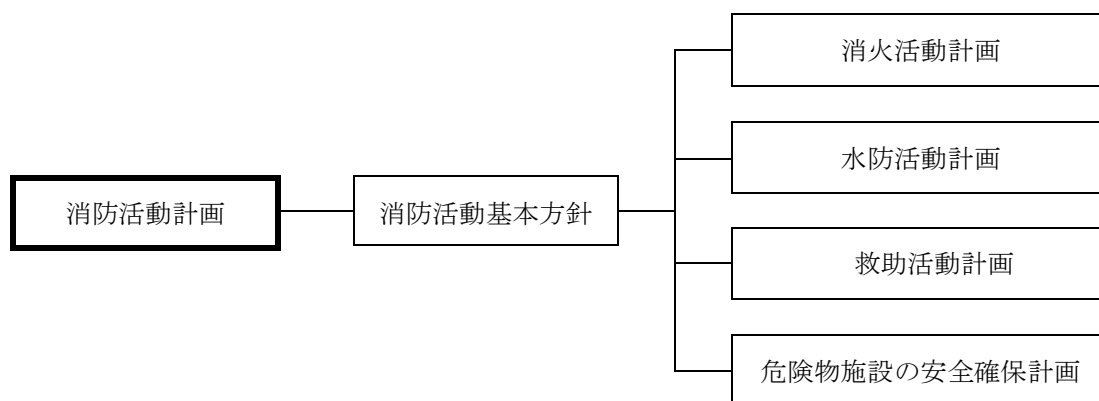 消防活動計画
消防活動基本方針
消火活動計画
水防活動計画
救助活動計画
危険物施設の安全確保計画